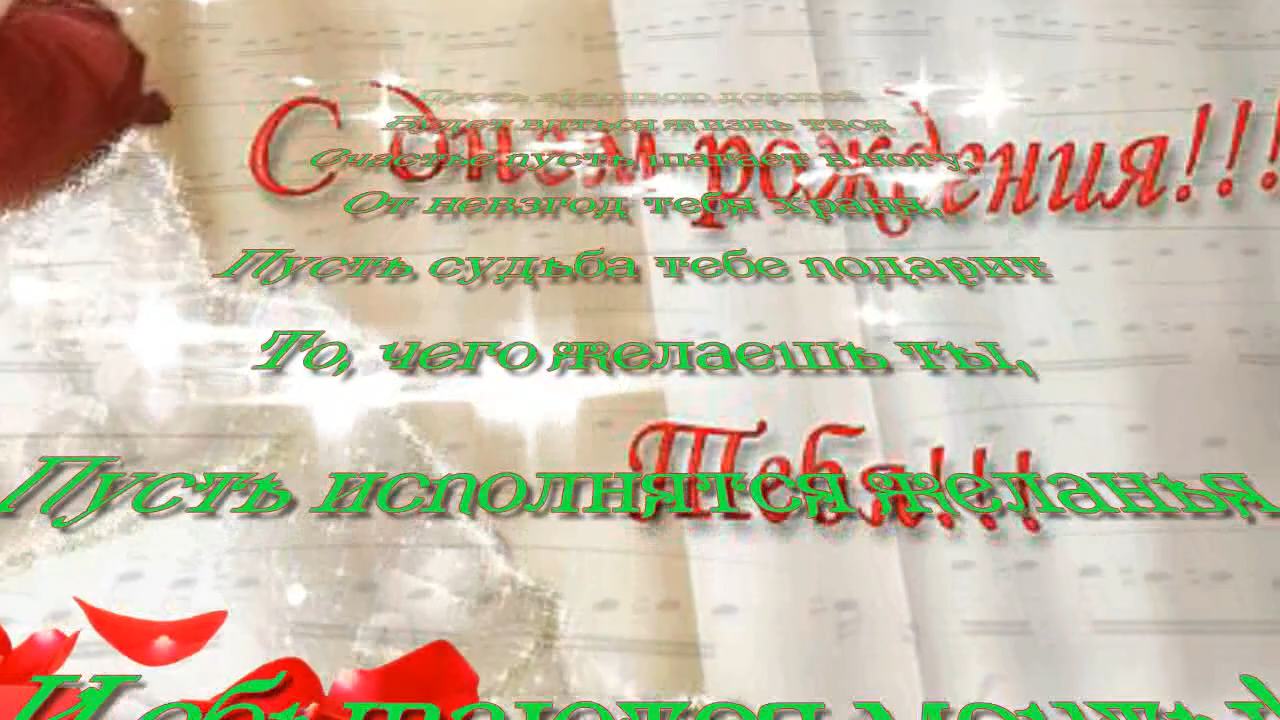 С Днем рождения!!!
Тебя!!!
Будет виться жизнь твоя
Счастье пусть шагает в ногу,
От невзгод тебя храня,
Пусть судьба тебе подарит
То, чего желаешь ты,
Пусть исполнятся желанья
И